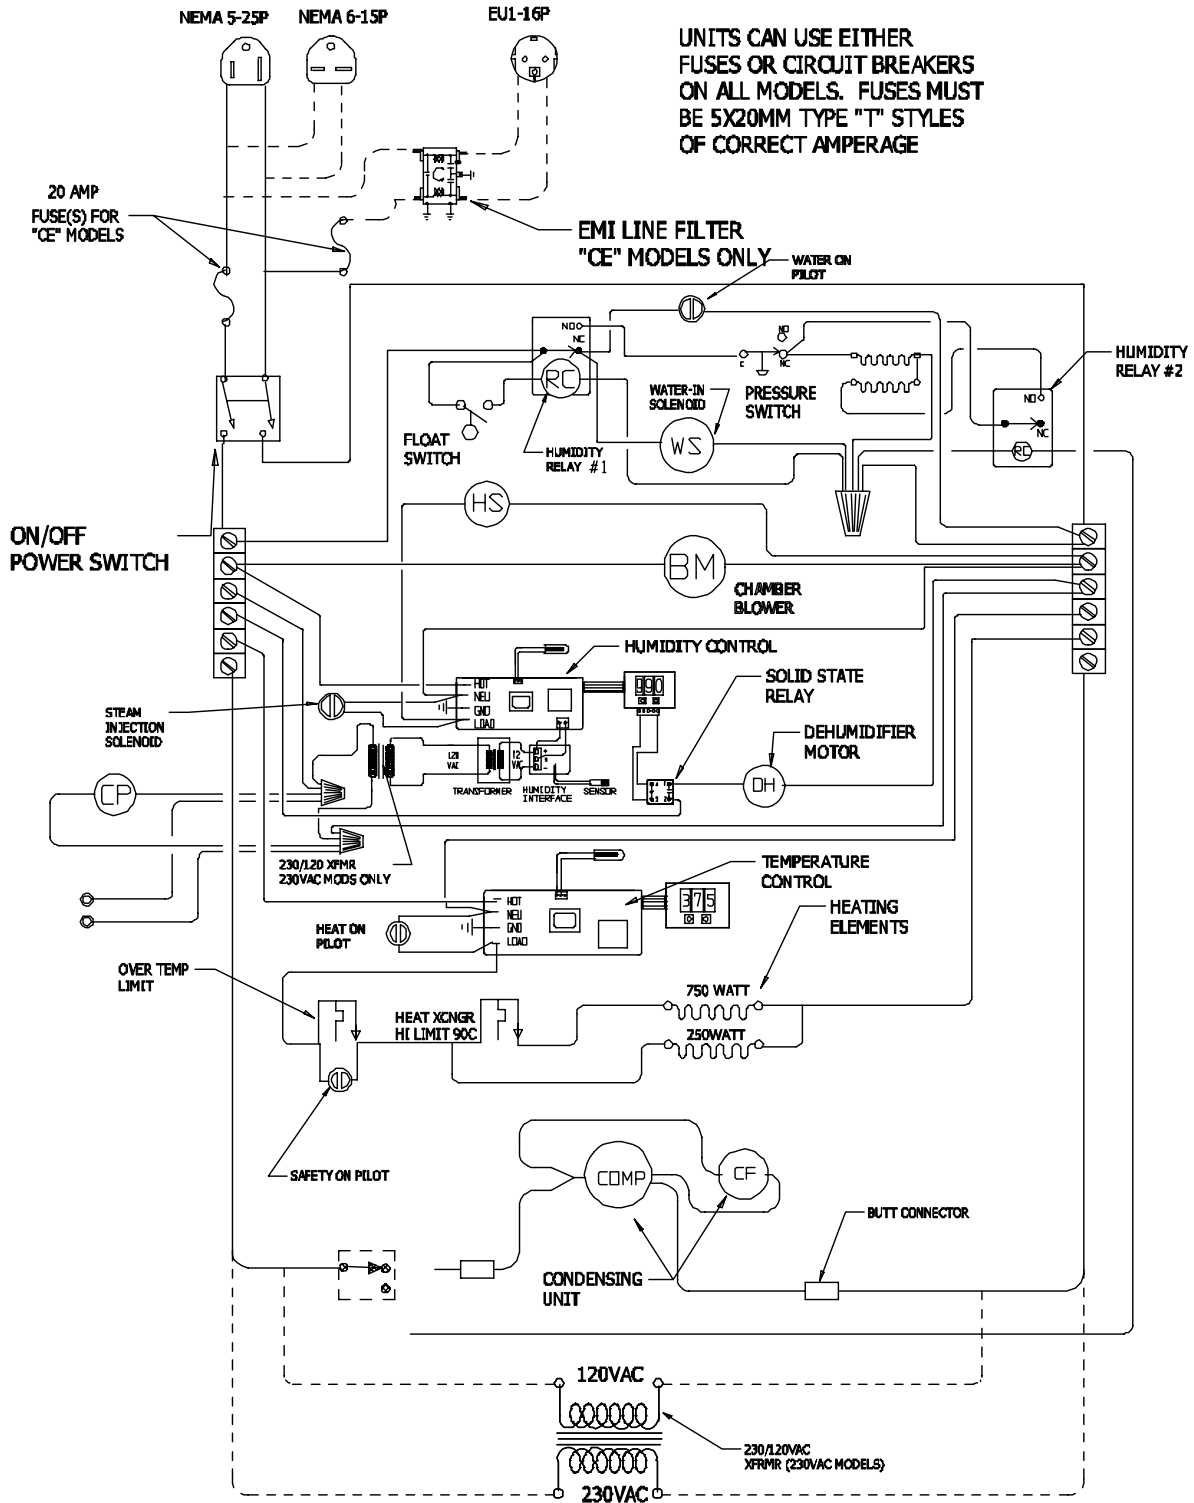 NEMA 5-25P
NEMA 6-15P
EU1-16P
UNITS CAN USE EITHER
FUSES OR CIRCUIT BREAKERS
ON ALL MODELS. FUSES MUST
BE 5X20MM TYPE "T" STYLES
OF CORRECT AMPERAGE
20 AMP
FUSE(S) FOR
"CE" MODELS
EMI LINE FILTER
"CE" MODELS ONLY
WATER ON
PILOT
NO
NC
RC
NO
C
NC
HUMIDITY
RELAY #2
WATER-IN
SOLENOID
PRESSURE
SWITCH
NO
NC
RC
FLOAT
SWITCH
WS
HUMIDITY
RELAY #1
HS
ON/OFF
POWER SWITCH
BM
CHAMBER
BLOWER
HUMIDITY CONTROL
HOT
NEU
GND
LOAD
990
SOLID STATE
RELAY
STEAM
INJECTION
SOLENOID
DEHUMIDIFIER
MOTOR
120
VAC
12
VAC
TRANSFORMER
HUMIDITY
INTERFACE
SENSOR
DH
CP
230/120 XFMR
230VAC MODS ONLY
TEMPERATURE
CONTROL
HOT
NEU
GND
LOAD
375
HEATING
ELEMENTS
HEAT ON
PILOT
OVER TEMP
LIMIT
750 WATT
HEAT XCNGR
HI LIMIT 90C
250WATT
SAFETY ON PILOT
COMP
CF
BUTT CONNECTOR
CONDENSING
UNIT
120VAC
230/120VAC
XFRMR (230VAC MODELS)
230VAC